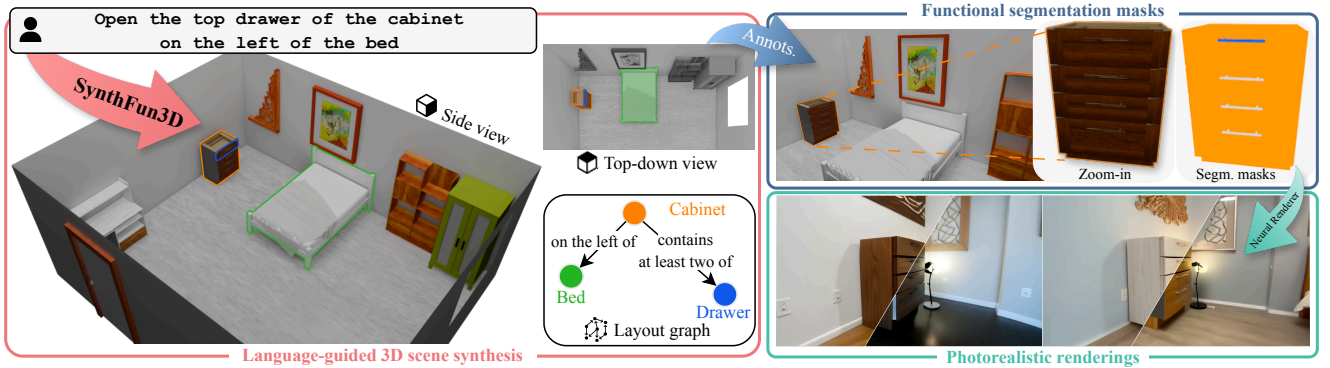 Open the top drawer of the cabinet
on the left of the bed
SynthFun3D
Side view
Top-down view
Cabinet
on the left of
contains
at least two of
Bed
Drawer
Layout graph
Language-guided 3D scene synthesis
Annots.
Functional segmentation masks
Zoom-in
Segm. masks
Neural Renderer
Photorealistic renderings